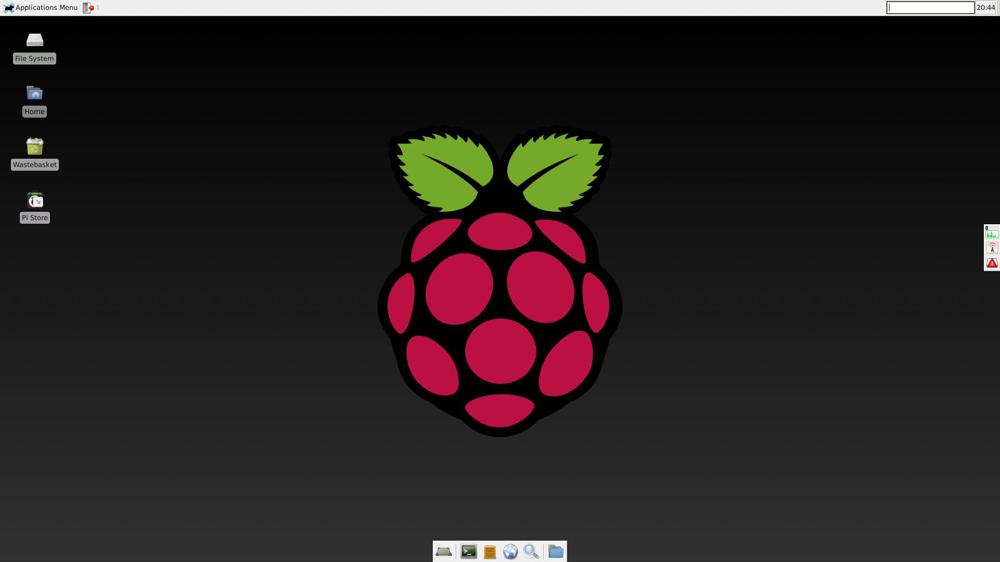 Applications Menu
20:44
File System
Home
Wastebasket
Pi Store
>_